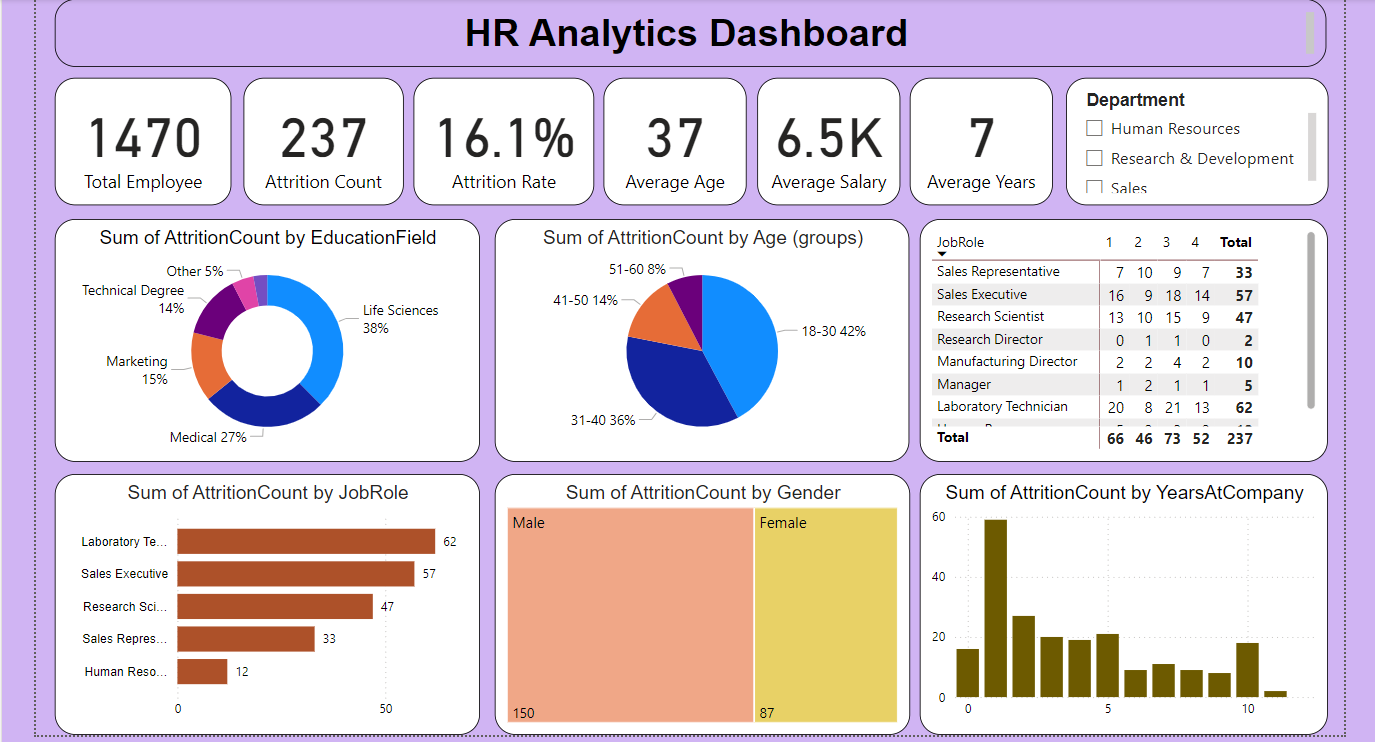 HR Analytics Dashboard
1470
Total Employee
237
Attrition Count
16.1%
Attrition Rate
37
Average Age
6.5K
Average Salary
7
Average Years
Department
Human Resources
Research & Development
Sales
Sum of AttritionCount by EducationField
Other 5%
Technical Degree
14%
Marketing
15%
Medical 27%
Life Sciences
38%
Sum of AttritionCount by Age (groups)
51-60 8%
41-50 14%
31-40 36%
18-30 42%
JobRole 1 2 3 4 Total
Sales Representative 7 10 9 7 33
Sales Executive 16 9 18 14 57
Research Scientist 13 10 15 9 47
Research Director 0 1 1 0 2
Manufacturing Director 2 2 4 2 10
Manager 1 2 1 1 5
Laboratory Technician 20 8 21 13 62
Total 66 46 73 52 237
Sum of AttritionCount by JobRole
Laboratory Te... 62
Sales Executive 57
Research Sci... 47
Sales Repres... 33
Human Reso... 12
0 50
Sum of AttritionCount by Gender
Male
150
Female
87
Sum of AttritionCount by YearsAtCompany
60
40
20
0
0 5 10